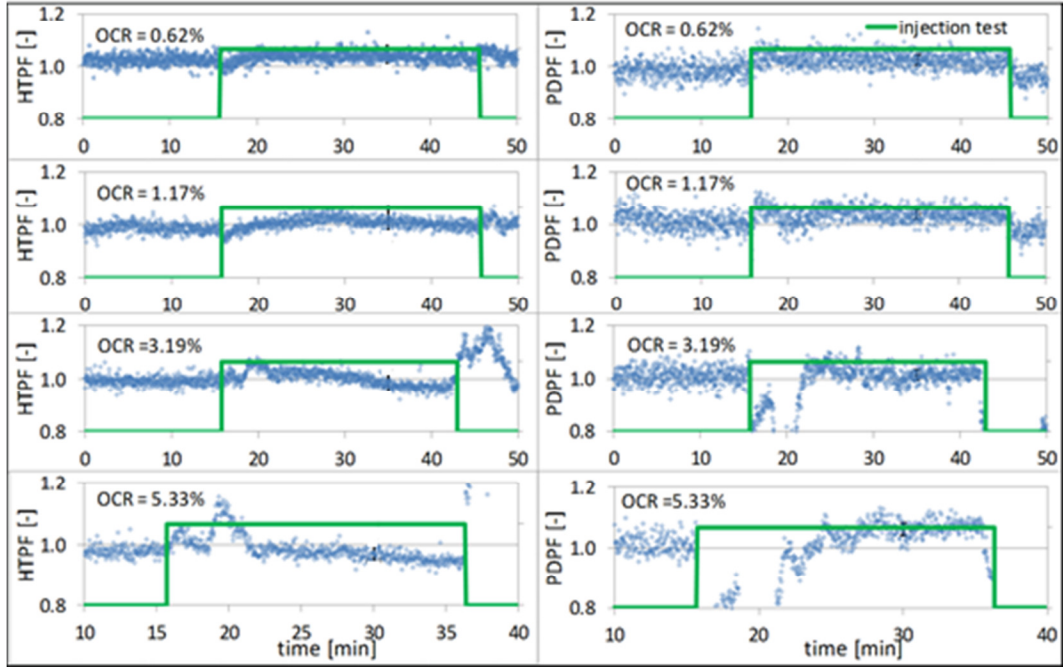 HTPF [-]
1.2
1.0
0.8
OCR = 0.62%
0 10 20 30 40 50
PDPF [-]
1.2
1.0
0.8
OCR = 0.62%
injection test
0 10 20 30 40 50
HTPF [-]
1.2
1.0
0.8
OCR = 1.17%
0 10 20 30 40 50
PDPF [-]
1.2
1.0
0.8
OCR = 1.17%
0 10 20 30 40 50
HTPF [-]
1.2
1.0
0.8
OCR =3.19%
0 10 20 30 40 50
PDPF [-]
1.2
1.0
0.8
OCR = 3.19%
0 10 20 30 40 50
HTPF [-]
1.2
1.0
0.8
OCR = 5.33%
10 15 20 25 30 35 40
time [min]
PDPF [-]
1.2
1.0
0.8
OCR =5.33%
10 20 30 40
time [min]